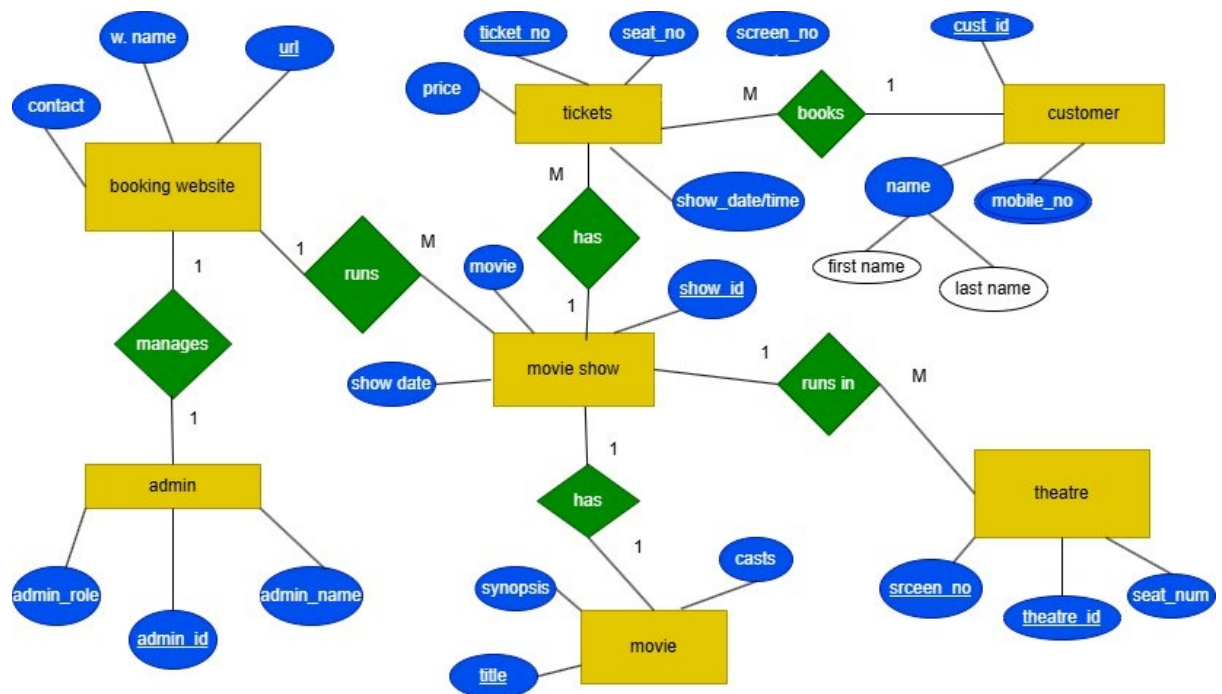 w. name
url
contact
booking website
ticket_no
seat_no
screen_no
price
tickets
show_date/time
M
books
1
cust_id
customer
name
mobile_no
first name
last name
1
runs
M
M
has
1
movie
show_id
show date
movie show
1
manages
1
admin
admin_role
admin_id
admin_name
1
runs in
M
theatre
srceen_no
theatre_id
seat_num
1
has
1
synopsis
casts
title
movie